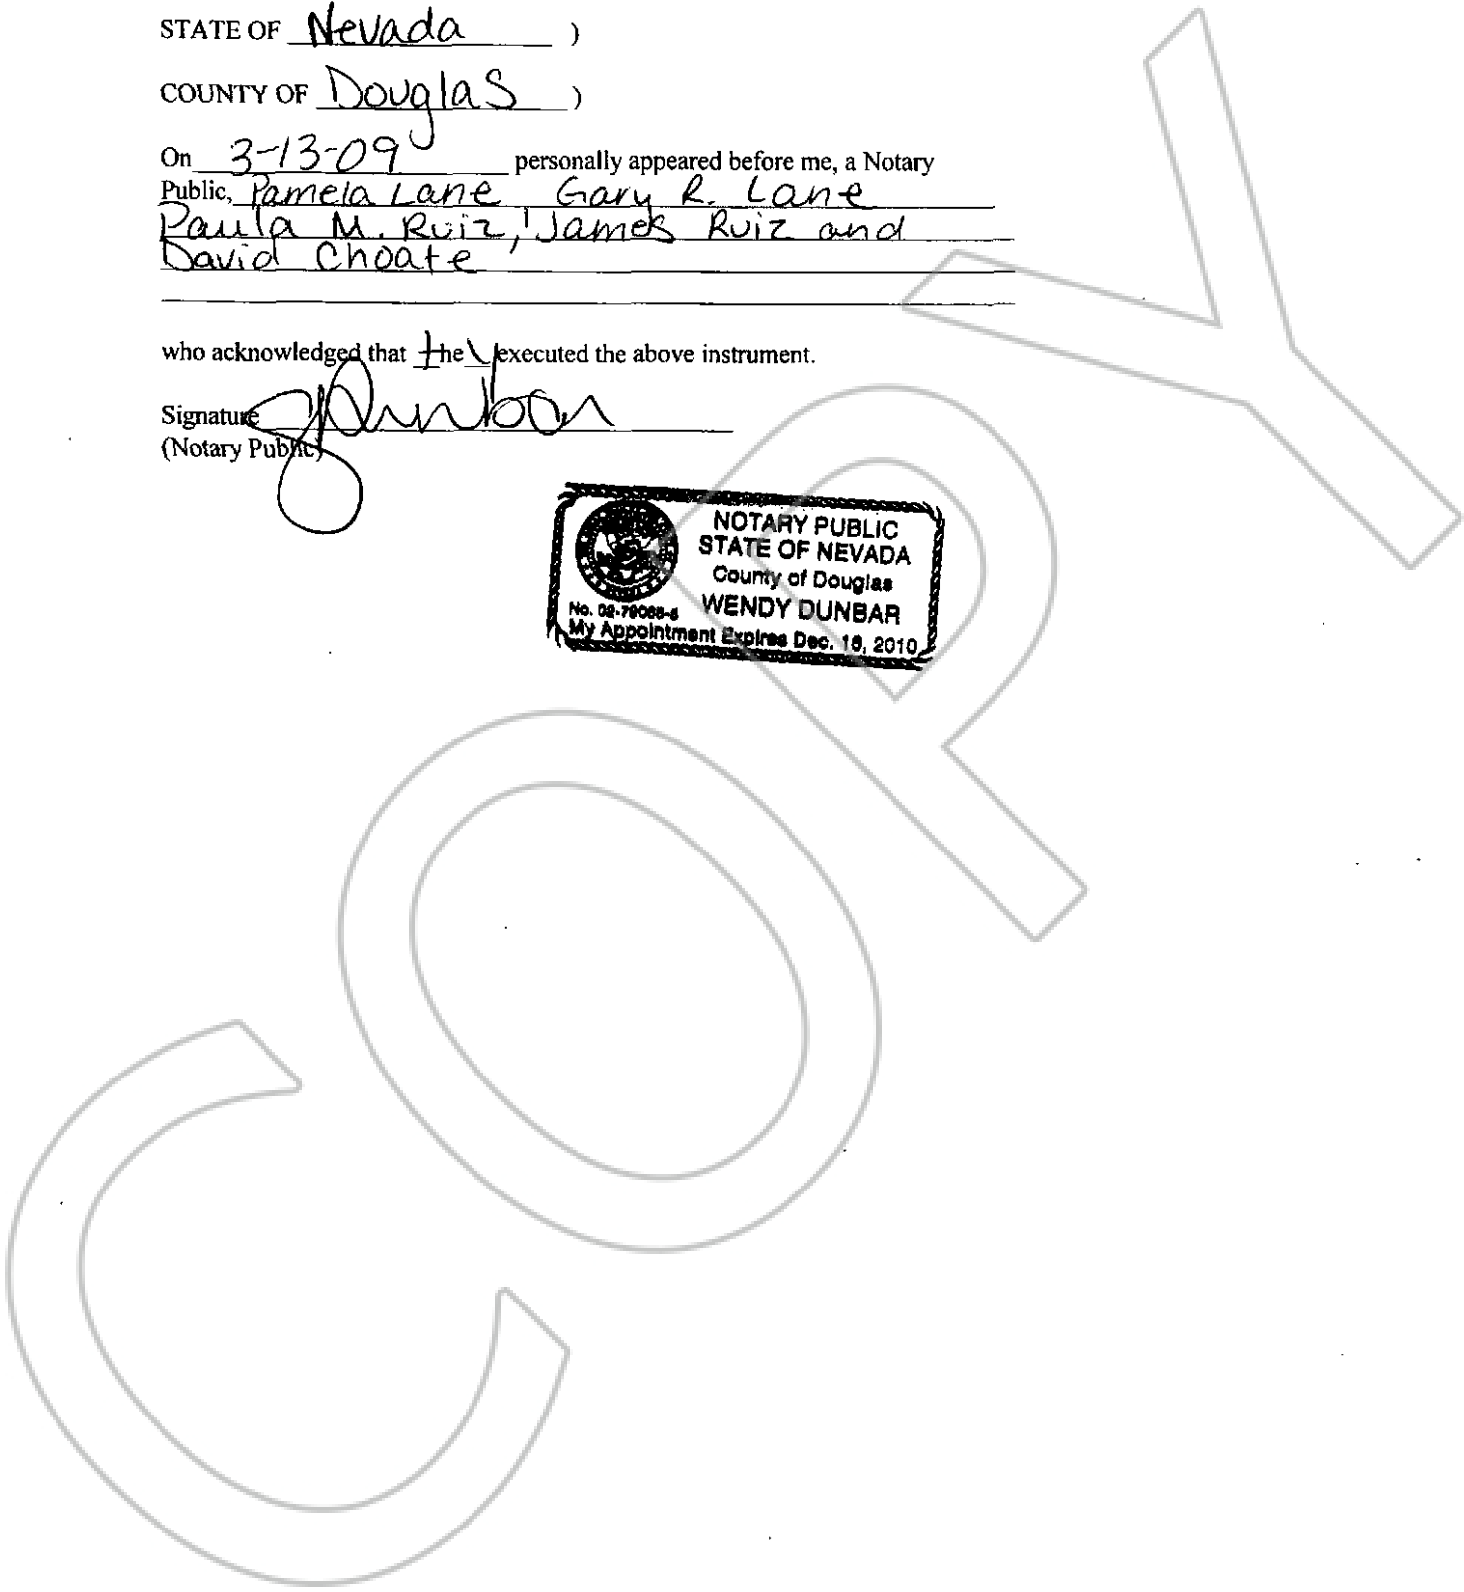 STATE OF Nevada )
COUNTY OF Douglas )
On 3-13-09 personally appeared before me, a Notary
Public, Pamela Lane Gary R. Lane
Paula M. Ruiz, James Ruiz and
David Choate
who acknowledged that they executed the above instrument.
Signature
(Notary Public)
NOTARY PUBLIC
STATE OF NEVADA
County of Douglas
WENDY DUNBAR
No.
My Appointment Expires Dec. 2010
COPY